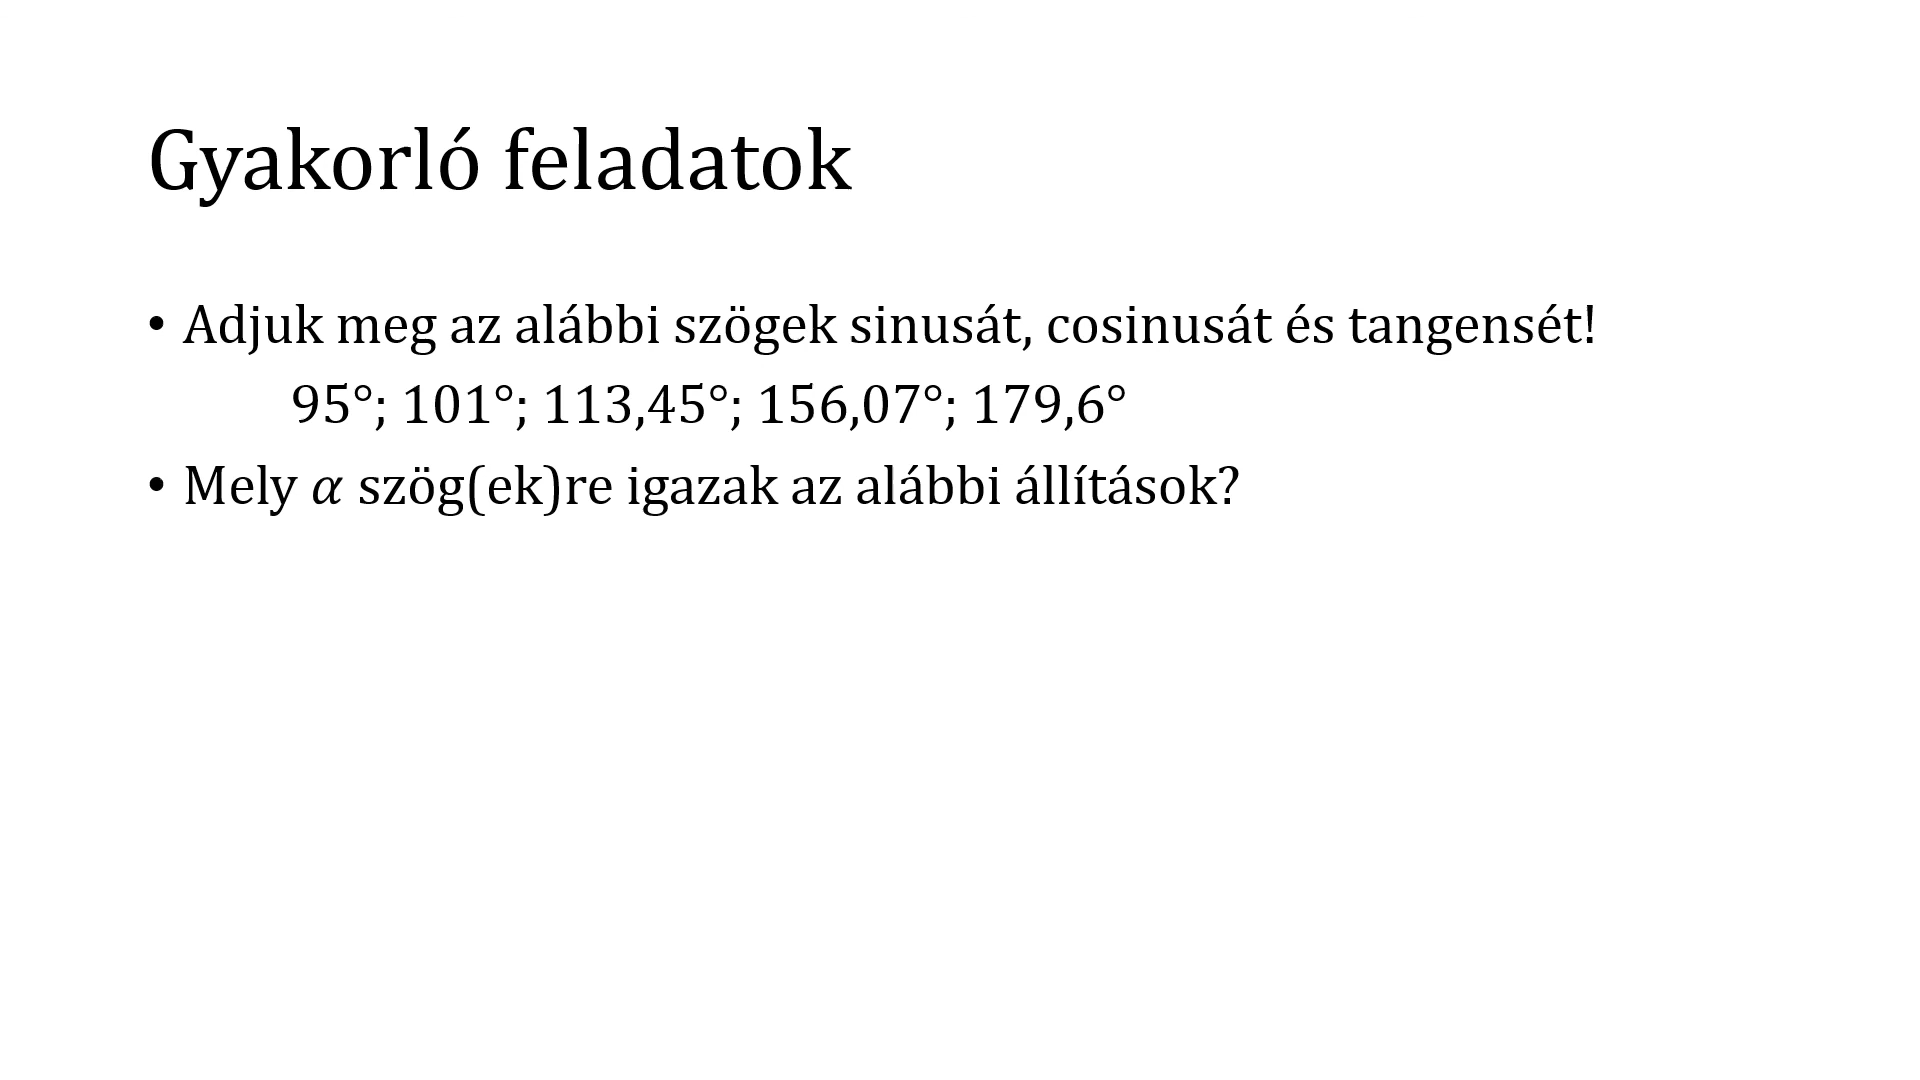 Gyakorló feladatok
• Adjuk meg az alábbi szögek sinusát, cosinusát és tangensét!
95°; 101°; 113,45°; 156,07°; 179,6°
• Mely 𝛼 szög(ek)re igazak az alábbi állítások?